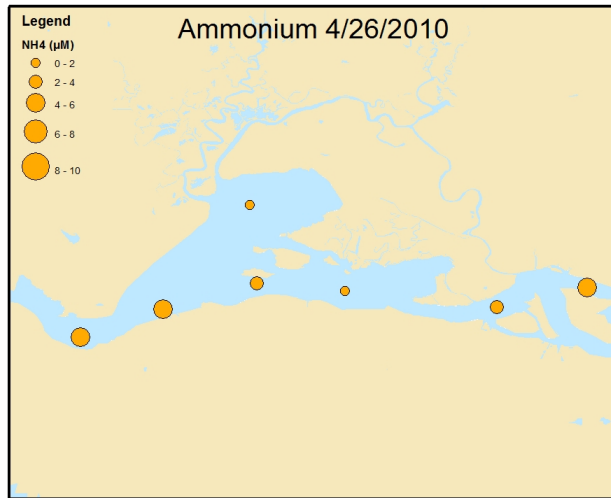 Ammonium 4/26/2010
Legend
NH4 (µM)
0 - 2
2 - 4
4 - 6
6 - 8
8 - 10